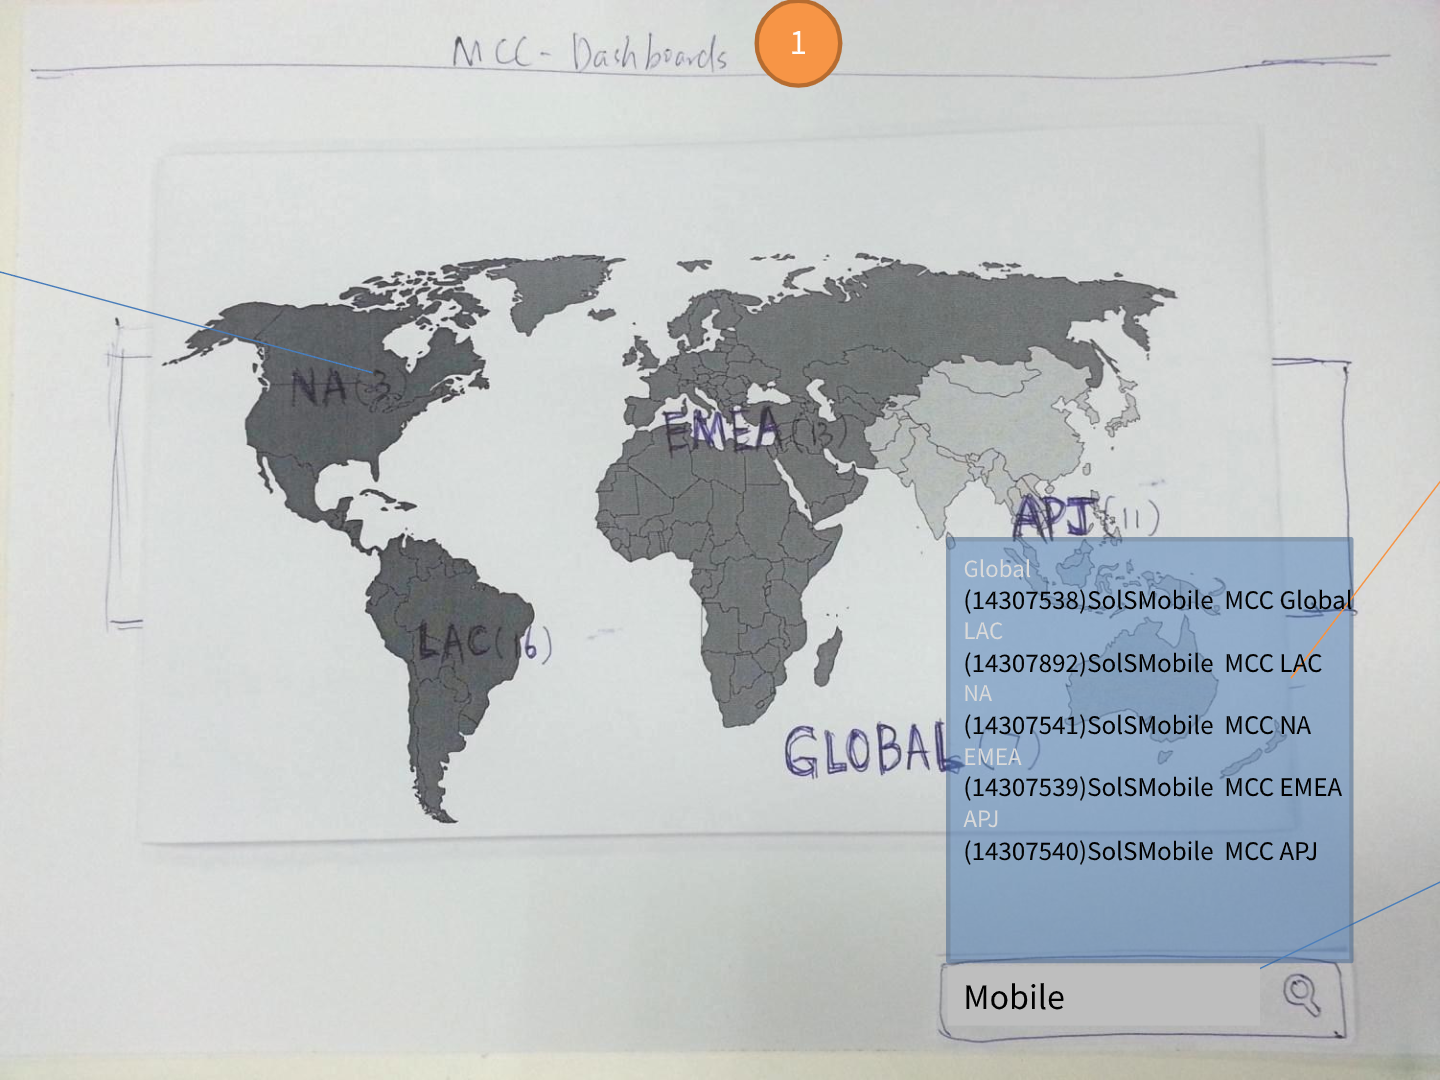 MCC - Dashboards
1
NA(3)
EMEA(13)
APJ(11)
LAC(16)
GLOBAL
Global
(14307538)SolSMobile MCC Global
LAC
(14307892)SolSMobile MCC LAC
NA
(14307541)SolSMobile MCC NA
EMEA
(14307539)SolSMobile MCC EMEA
APJ
(14307540)SolSMobile MCC APJ
Mobile